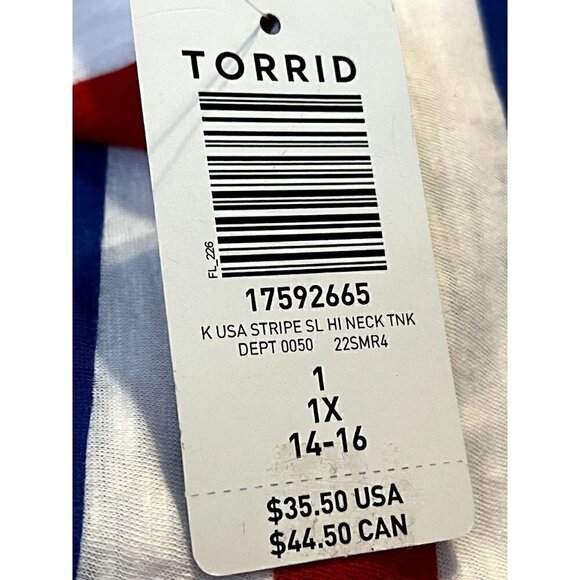 TORRID
FL_226
17592665
K USA STRIPE SL HI NECK TNK
DEPT 0050 22SMR4
1
1X
14-16
$35.50 USA
$44.50 CAN